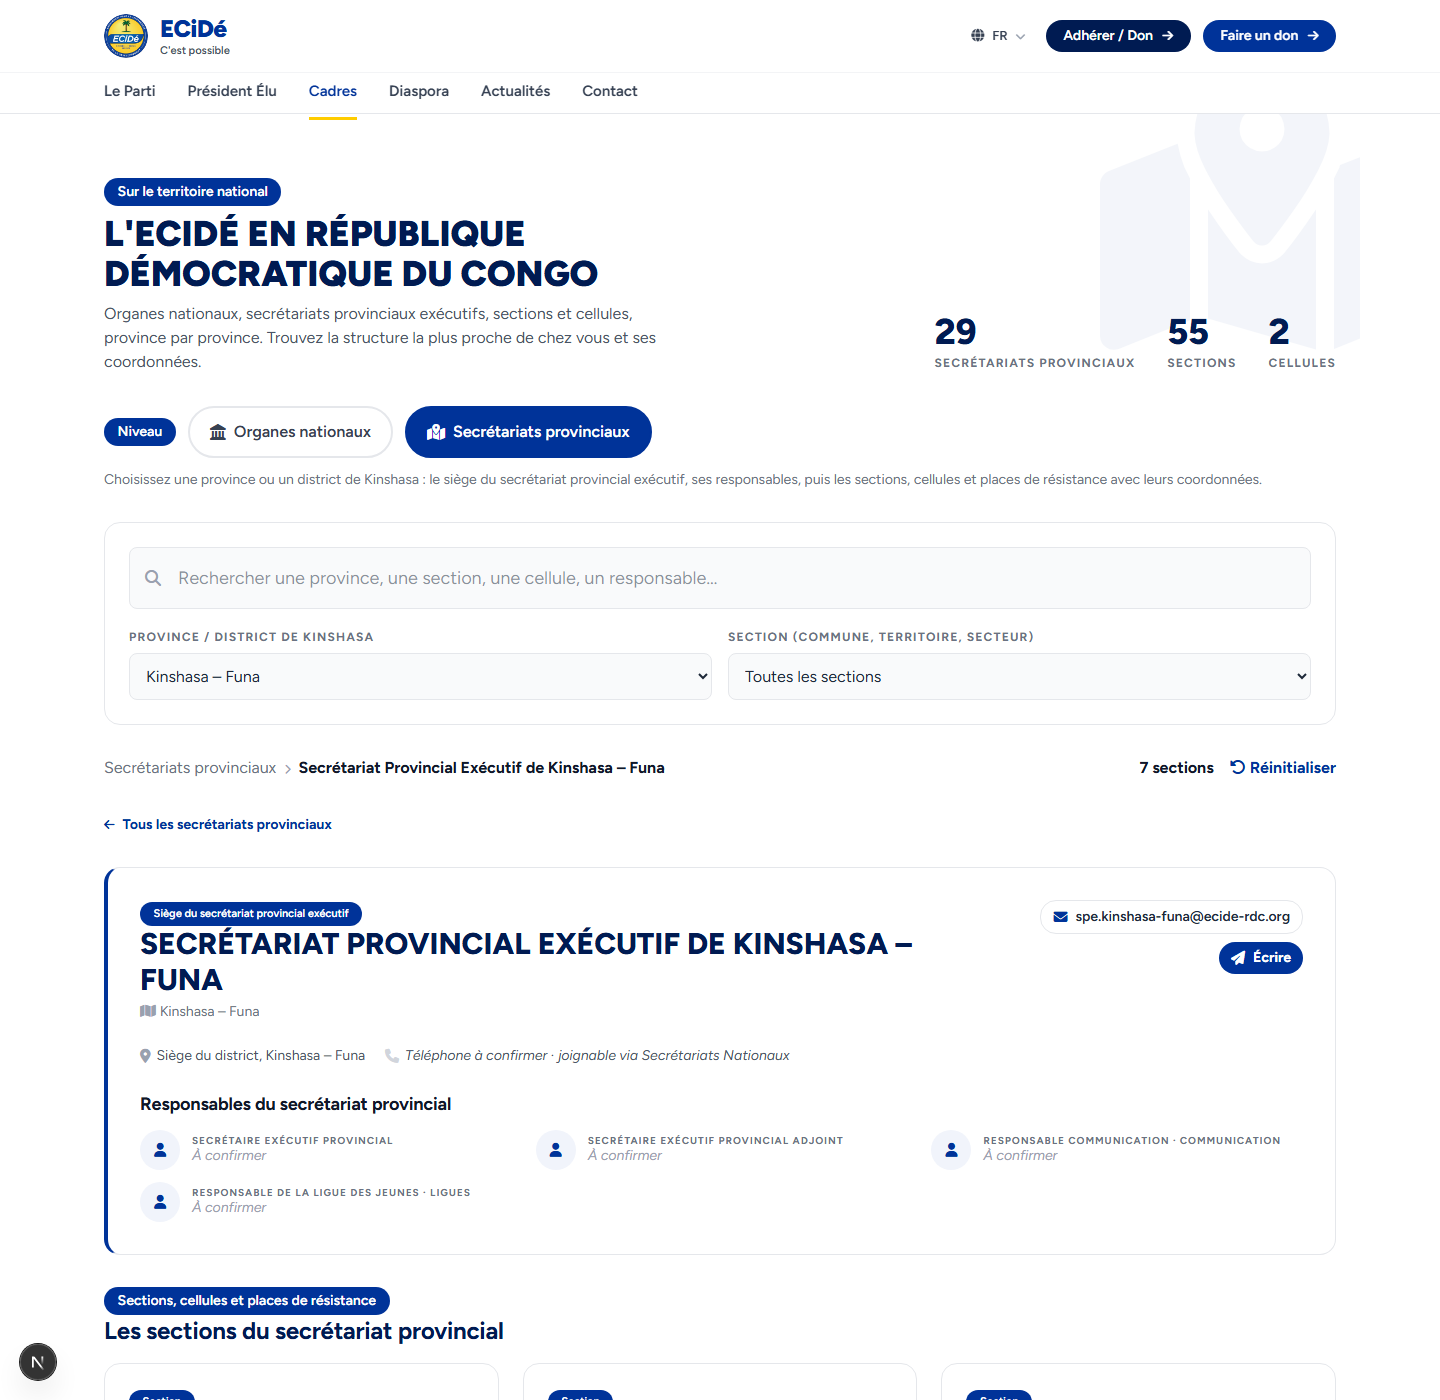 ECiDé
ECiDé
C'est possible
FR
Adhérer / Don
Faire un don
Le Parti
Président Élu
Cadres
Diaspora
Actualités
Contact
Sur le territoire national
L'ECIDÉ EN RÉPUBLIQUE
DÉMOCRATIQUE DU CONGO
Organes nationaux, secrétariats provinciaux exécutifs, sections et cellules,
province par province. Trouvez la structure la plus proche de chez vous et ses
coordonnées.
29
SECRÉTARIATS PROVINCIAUX
55
SECTIONS
2
CELLULES
Niveau
Organes nationaux
Secrétariats provinciaux
Choisissez une province ou un district de Kinshasa : le siège du secrétariat provincial exécutif, ses responsables, puis les sections, cellules et places de résistance avec leurs coordonnées.
Rechercher une province, une section, une cellule, un responsable...
PROVINCE / DISTRICT DE KINSHASA
SECTION (COMMUNE, TERRITOIRE, SECTEUR)
Kinshasa – Funa
Toutes les sections
Secrétariats provinciaux > Secrétariat Provincial Exécutif de Kinshasa – Funa
7 sections
Réinitialiser
Tous les secrétariats provinciaux
Siège du secrétariat provincial exécutif
spe.kinshasa-funa@ecide-rdc.org
SECRÉTARIAT PROVINCIAL EXÉCUTIF DE KINSHASA –
FUNA
Écrire
Kinshasa – Funa
Siège du district, Kinshasa – Funa
Téléphone à confirmer · joignable via Secrétariats Nationaux
Responsables du secrétariat provincial
SECRÉTAIRE EXÉCUTIF PROVINCIAL
À confirmer
SECRÉTAIRE EXÉCUTIF PROVINCIAL ADJOINT
À confirmer
RESPONSABLE COMMUNICATION · COMMUNICATION
À confirmer
RESPONSABLE DE LA LIGUE DES JEUNES · LIGUES
À confirmer
Sections, cellules et places de résistance
Les sections du secrétariat provincial
Section
Section
Section
N